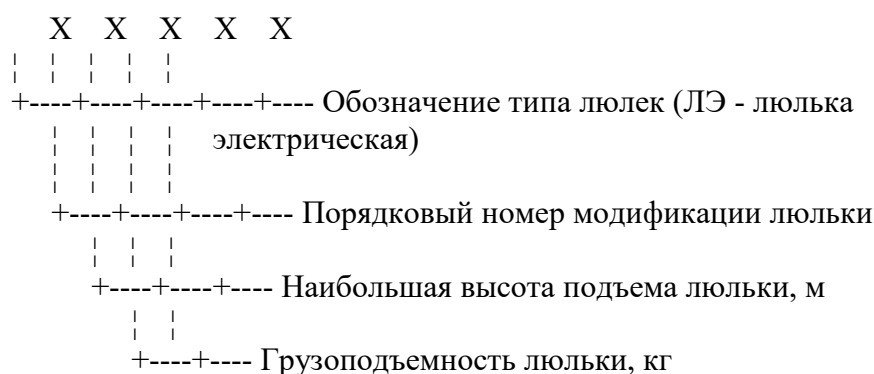 X X X X X
¦ ¦ ¦ ¦ ¦
+----+----+----+----+---- Обозначение типа люлек (ЛЭ - люлька
¦ ¦ ¦ ¦ электрическая)
¦ ¦ ¦ ¦
+----+----+----+---- Порядковый номер модификации люльки
¦ ¦ ¦
+----+----+---- Наибольшая высота подъема люльки, м
¦ ¦
+----+---- Грузоподъемность люльки, кг